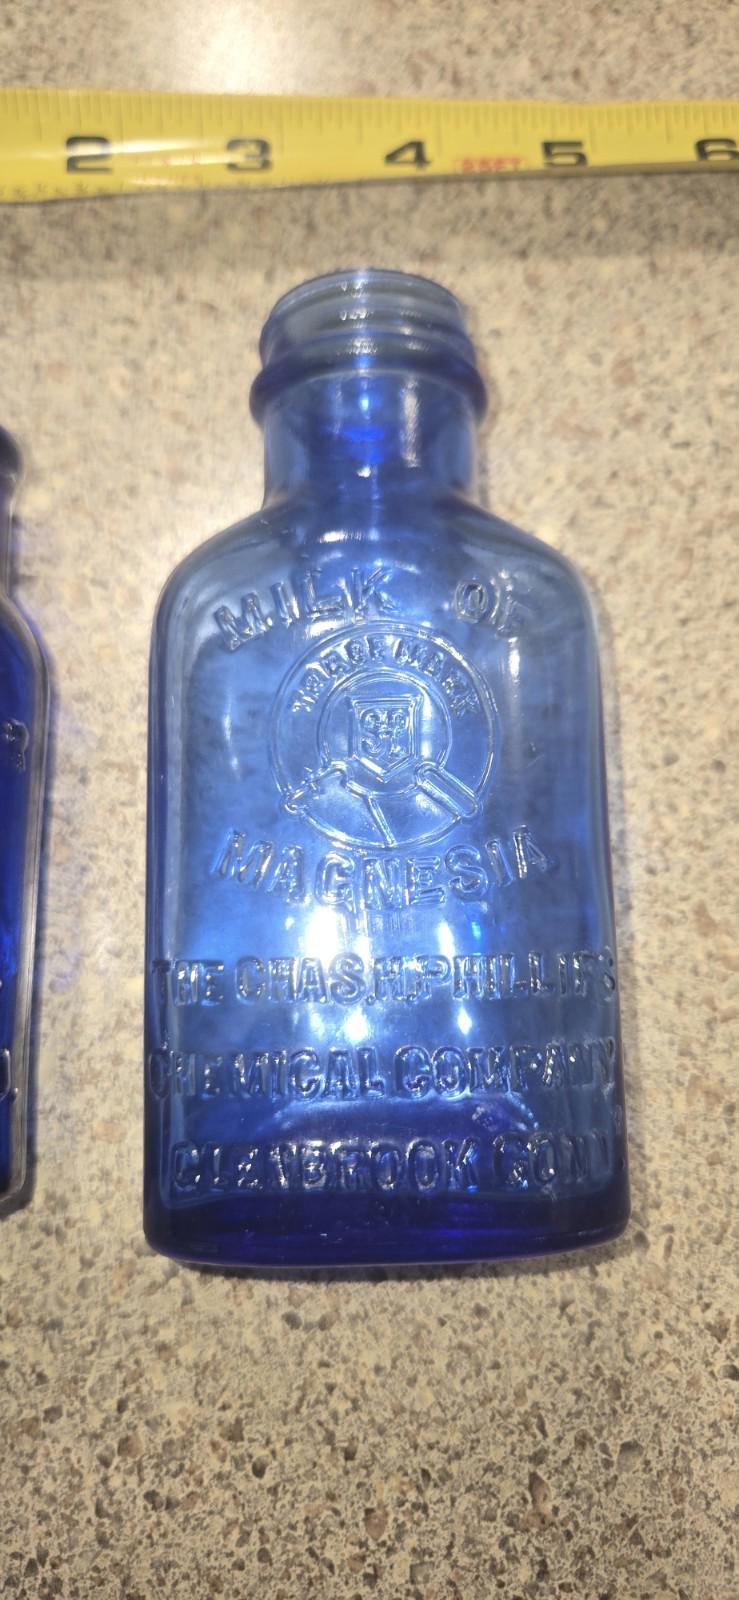 2 3 4 5 6
MILK OF
TRADE MARK
MAGNESIA
THE CHAS.H.PHILLIPS
CHEMICAL COMPANY
GLENBROOK CONN.